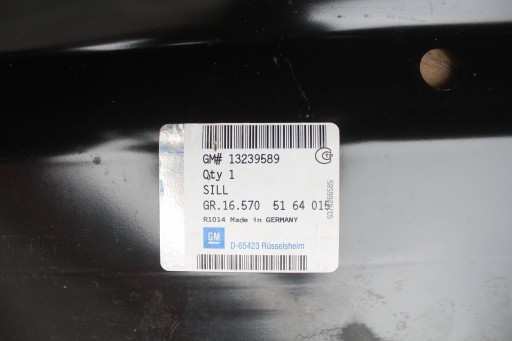 GM# 13239589
Qty 1
SILL
GR.16.570 51 64 015
R1014 Made in GERMANY
GM
D-65423 Rüsselsheim